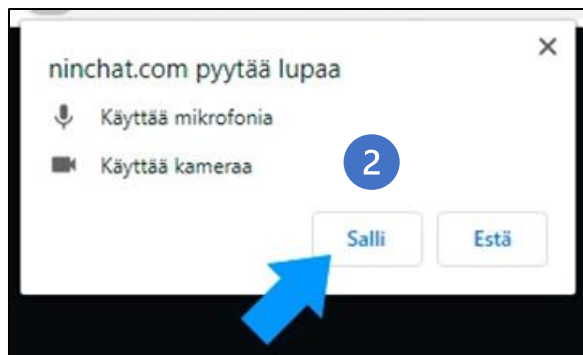 ninchat.com pyytää lupaa
Käyttää mikrofonia
Käyttää kameraa
2
Salli Estä